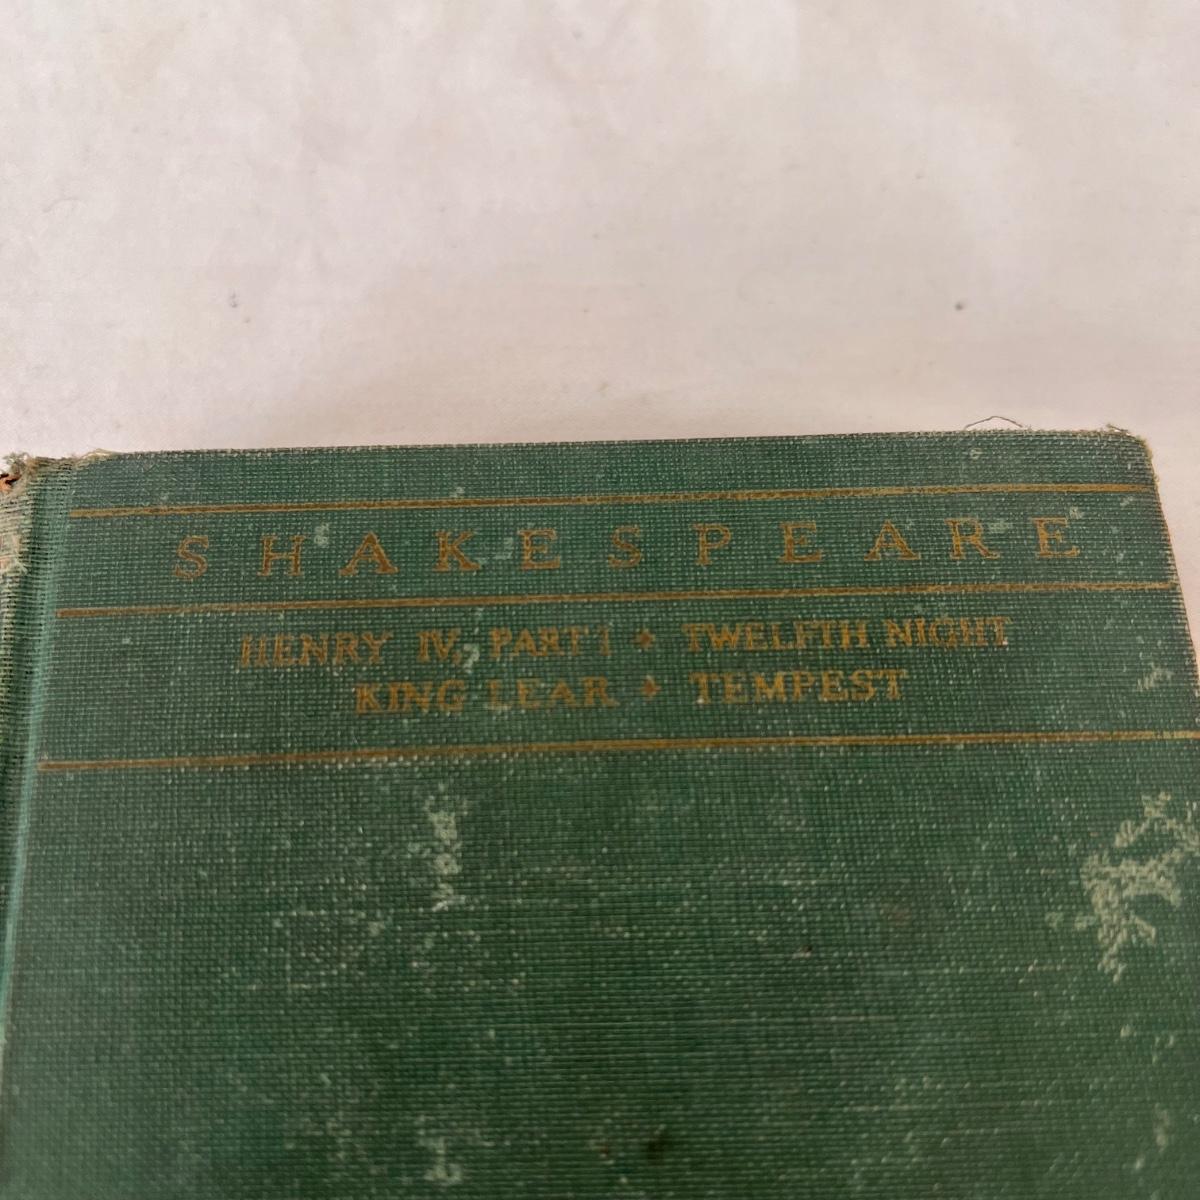 SHAKESPEARE
HENRY IV, PART I ✦ TWELFTH NIGHT
KING LEAR ✦ TEMPEST